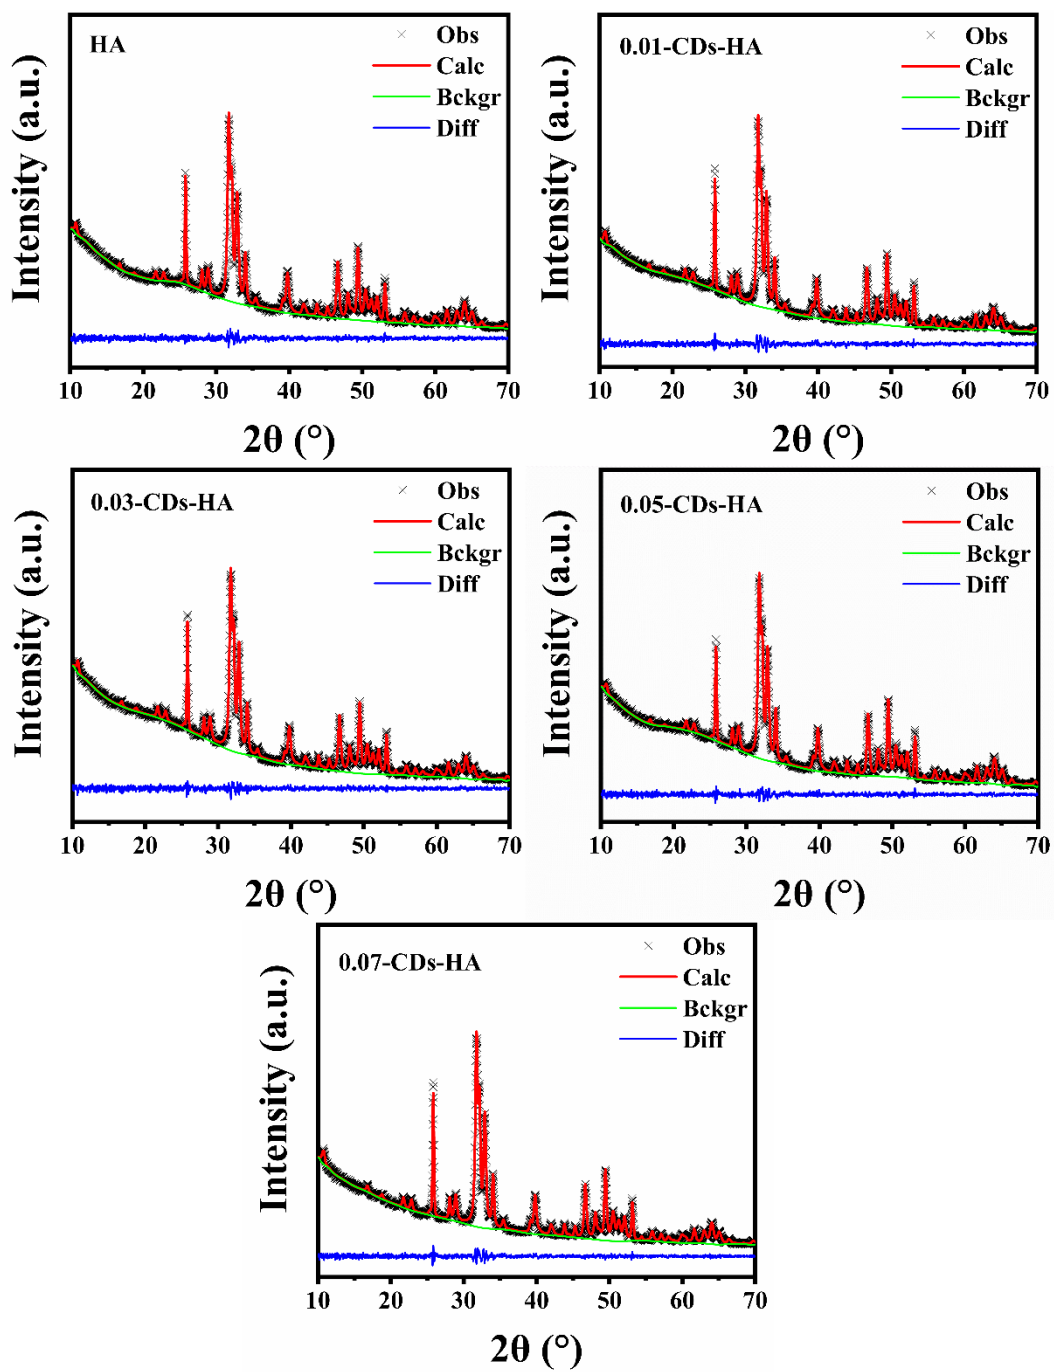 HA
Obs
Calc
Bckgr
Diff
Intensity (a.u.)
10 20 30 40 50 60 70
2θ (°)
0.01-CDs-HA
Obs
Calc
Bckgr
Diff
Intensity (a.u.)
10 20 30 40 50 60 70
2θ (°)
0.03-CDs-HA
Obs
Calc
Bckgr
Diff
Intensity (a.u.)
10 20 30 40 50 60 70
2θ (°)
0.05-CDs-HA
Obs
Calc
Bckgr
Diff
Intensity (a.u.)
10 20 30 40 50 60 70
2θ (°)
0.07-CDs-HA
Obs
Calc
Bckgr
Diff
Intensity (a.u.)
10 20 30 40 50 60 70
2θ (°)